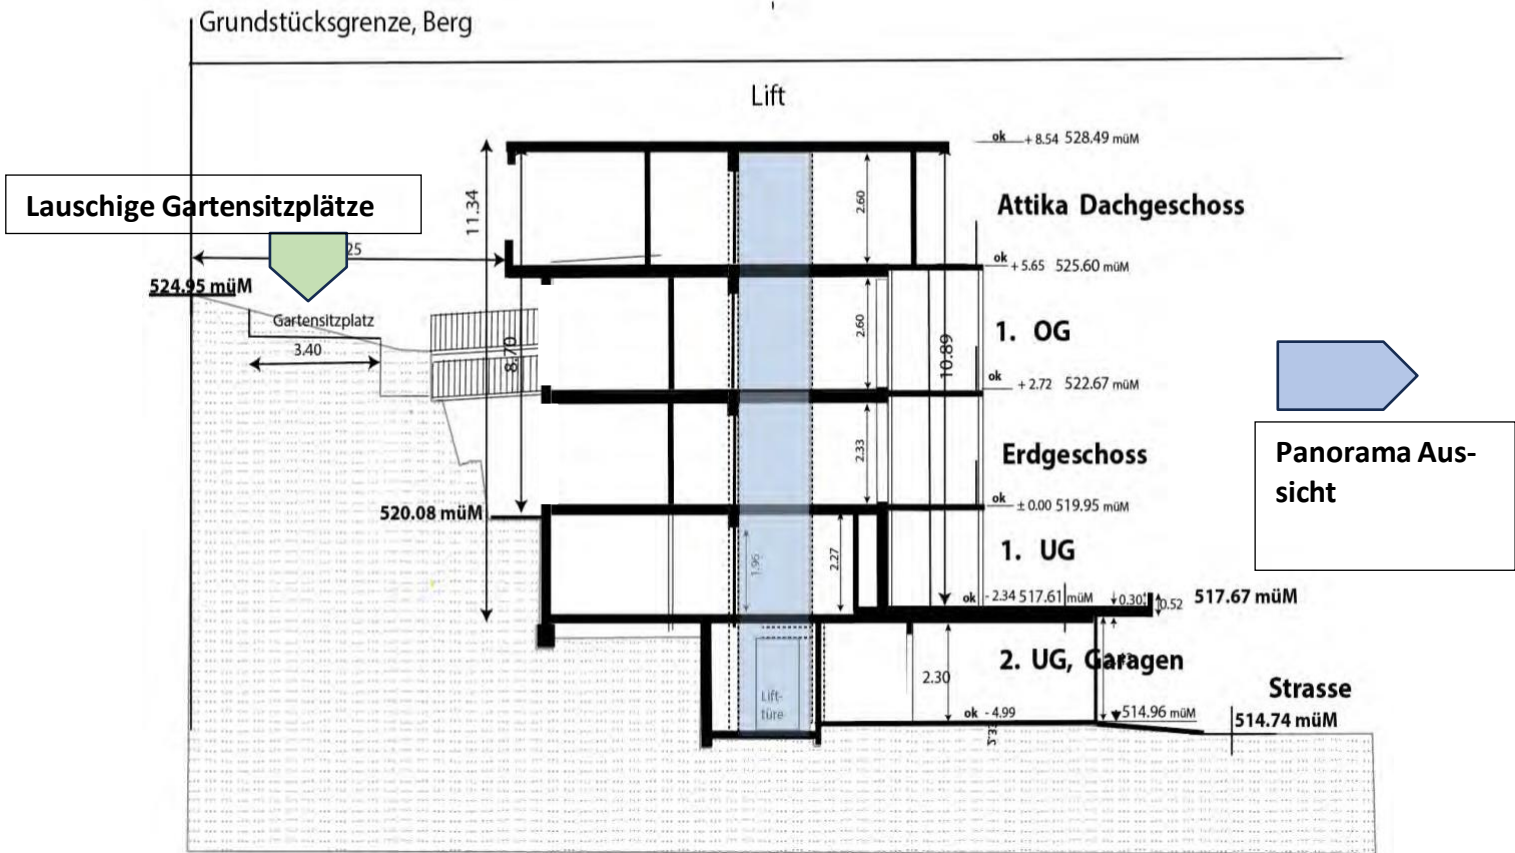 Grundstücksgrenze, Berg
Lift
ok + 8.54 528.49 müM
11.34
2.60
Attika Dachgeschoss
Lauschige Gartensitzplätze
25
ok + 5.65 525.60 müM
524.95 müM
Gartensitzplatz
3.40
8.70
2.60
10.89
1. OG
ok + 2.72 522.67 müM
Panorama Aus-
sicht
2.33
Erdgeschoss
ok ± 0.00 519.95 müM
520.08 müM
1.96
2.27
1. UG
ok - 2.34 517.61 müM
0.30
0.52
517.67 müM
2. UG, Garagen
2.30
Lift-
türe
Strasse
ok - 4.99
514.96 müM
514.74 müM